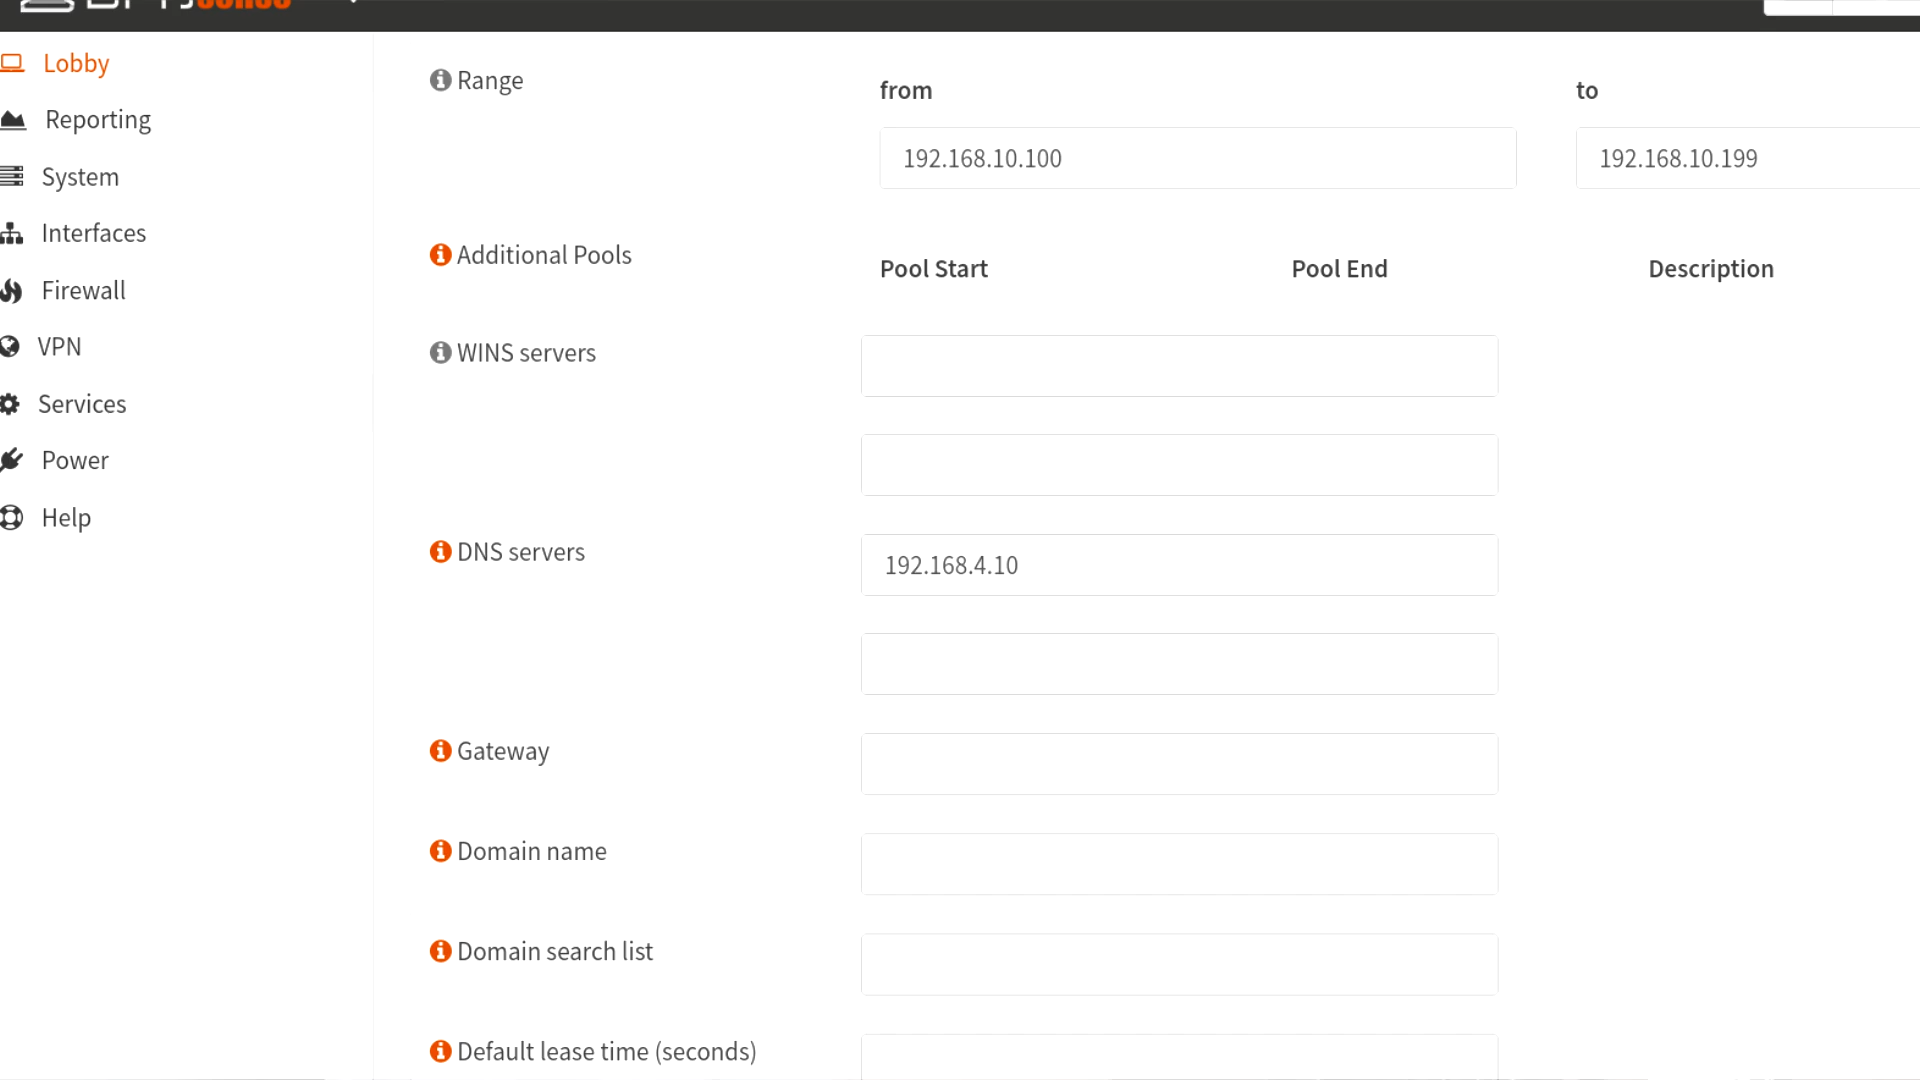 Lobby
Reporting
System
Interfaces
Firewall
VPN
Services
Power
Help
Range
from
to
192.168.10.100
192.168.10.199
Additional Pools
Pool Start
Pool End
Description
WINS servers
DNS servers
192.168.4.10
Gateway
Domain name
Domain search list
Default lease time (seconds)